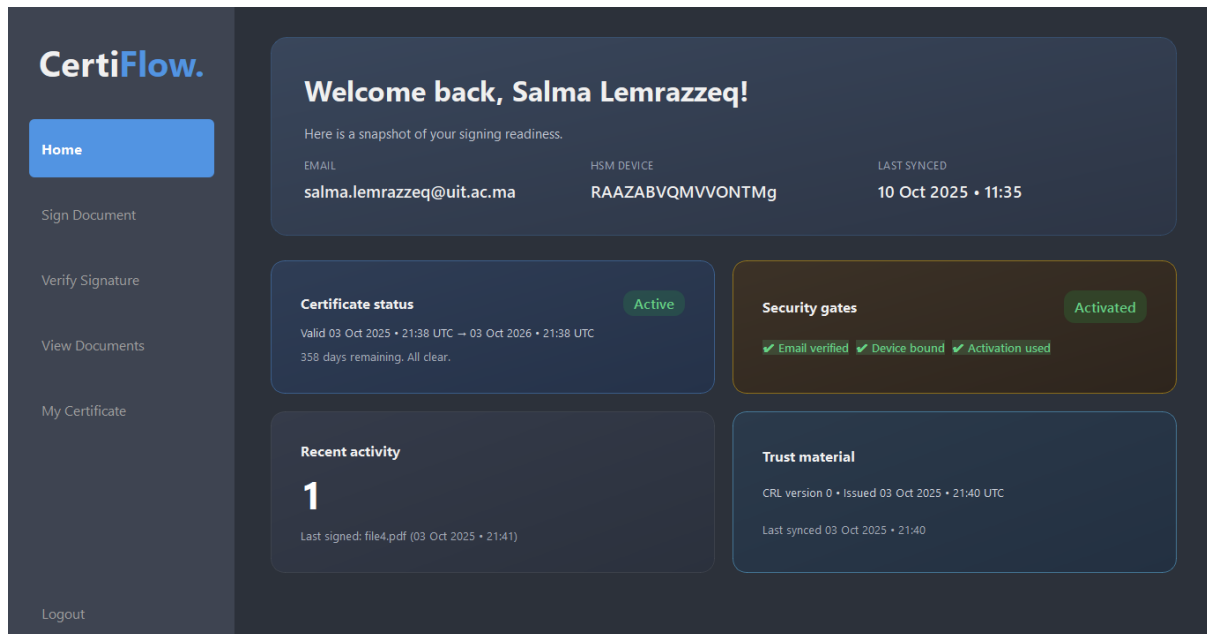 CertiFlow.
Home
Sign Document
Verify Signature
View Documents
My Certificate
Logout
Welcome back, Salma Lemrazzeq!
Here is a snapshot of your signing readiness.
EMAIL
salma.lemrazzeq@uit.ac.ma
HSM DEVICE
RAAZABVQMVVONTMg
LAST SYNCED
10 Oct 2025 • 11:35
Certificate status
Active
Valid 03 Oct 2025 • 21:38 UTC → 03 Oct 2026 • 21:38 UTC
358 days remaining. All clear.
Security gates
Activated
✔ Email verified ✔ Device bound ✔ Activation used
Recent activity
1
Last signed: file4.pdf (03 Oct 2025 • 21:41)
Trust material
CRL version 0 • Issued 03 Oct 2025 • 21:40 UTC
Last synced 03 Oct 2025 • 21:40